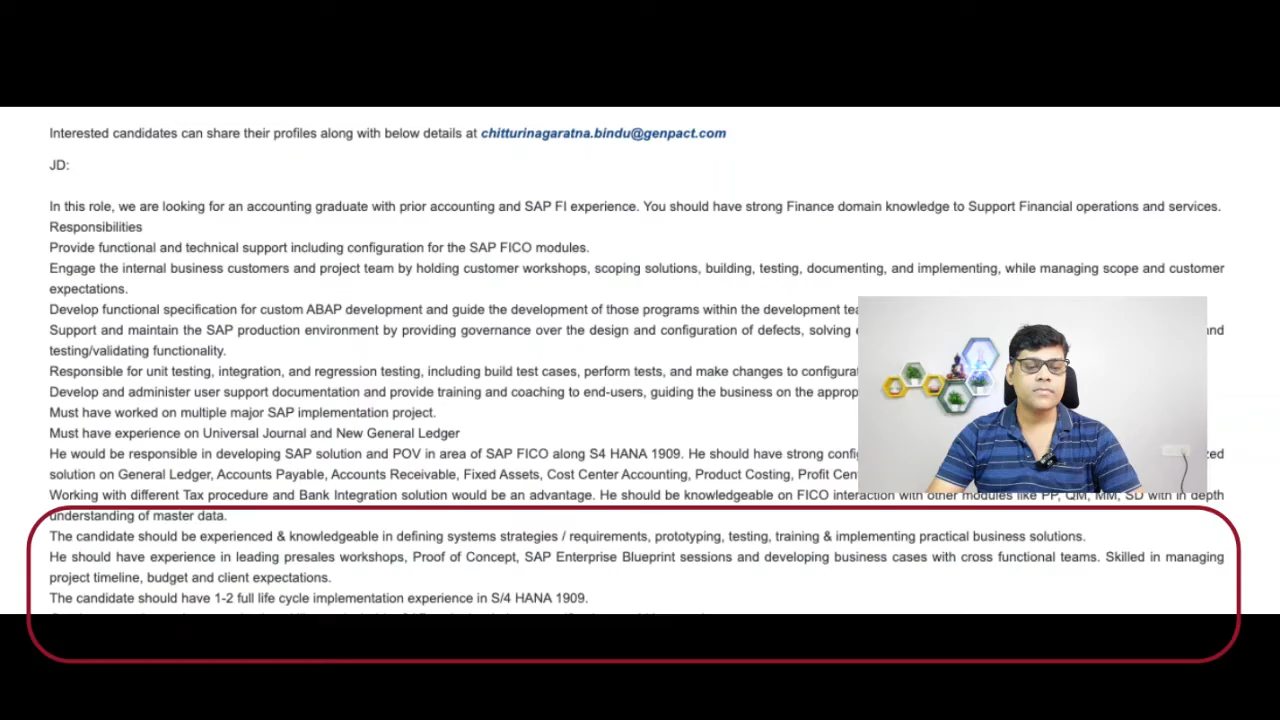 Interested candidates can share their profiles along with below details at chitturinagaratna.bindu@genpact.com
JD:
In this role, we are looking for an accounting graduate with prior accounting and SAP FI experience. You should have strong Finance domain knowledge to Support Financial operations and services.
Responsibilities
Provide functional and technical support including configuration for the SAP FICO modules.
Engage the internal business customers and project team by holding customer workshops, scoping solutions, building, testing, documenting, and implementing, while managing scope and customer
expectations.
Develop functional specification for custom ABAP development and guide the development of those programs within the development
Support and maintain the SAP production environment by providing governance over the design and configuration of defects, solving and
testing/validating functionality.
Responsible for unit testing, integration, and regression testing, including build test cases, perform tests, and make changes to
Develop and administer user support documentation and provide training and coaching to end-users, guiding the business on the
Must have worked on multiple major SAP implementation project.
Must have experience on Universal Journal and New General Ledger
He would be responsible in developing SAP solution and POV in area of SAP FICO along S4 HANA 1909. He should have strong
solution on General Ledger, Accounts Payable, Accounts Receivable, Fixed Assets, Cost Center Accounting, Product Costing, Profit
Working with different Tax procedure and Bank Integration solution would be an advantage. He should be knowledgeable on FICO interaction with other modules like PP, QM, MM, SD with in depth
understanding of master data.
The candidate should be experienced & knowledgeable in defining systems strategies / requirements, prototyping, testing, training & implementing practical business solutions.
He should have experience in leading presales workshops, Proof of Concept, SAP Enterprise Blueprint sessions and developing business cases with cross functional teams. Skilled in managing
project timeline, budget and client expectations.
The candidate should have 1-2 full life cycle implementation experience in S/4 HANA 1909.